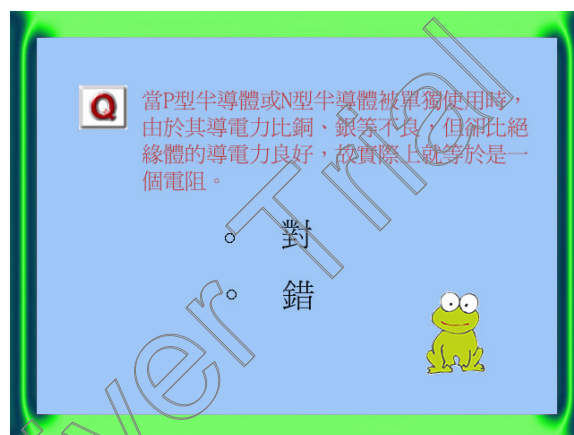 Q
當P型半導體或N型半導體被單獨使用時，
由於其導電力比銅、銀等不良，但卻比絕
緣體的導電力良好，故實際上就等於是一
個電阻。
對
錯
ver Trial